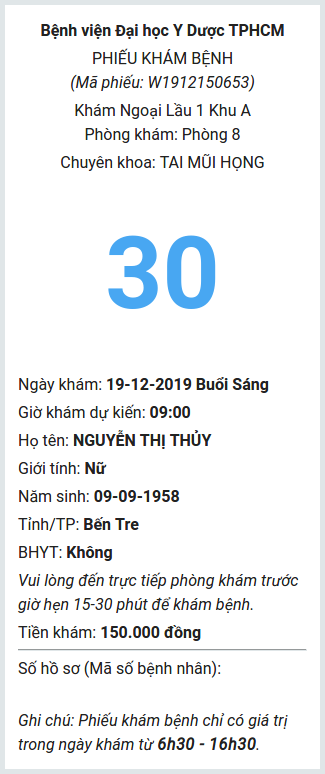 Bệnh viện Đại học Y Dược TPHCM
PHIẾU KHÁM BỆNH
(Mã phiếu: W1912150653)
Khám Ngoại Lầu 1 Khu A
Phòng khám: Phòng 8
Chuyên khoa: TAI MŨI HỌNG
30
Ngày khám: 19-12-2019 Buổi Sáng
Giờ khám dự kiến: 09:00
Họ tên: NGUYỄN THỊ THỦY
Giới tính: Nữ
Năm sinh: 09-09-1958
Tỉnh/TP: Bến Tre
BHYT: Không
Vui lòng đến trực tiếp phòng khám trước
giờ hẹn 15-30 phút để khám bệnh.
Tiền khám: 150.000 đồng
Số hồ sơ (Mã số bệnh nhân):
Ghi chú: Phiếu khám bệnh chỉ có giá trị
trong ngày khám từ 6h30 - 16h30.